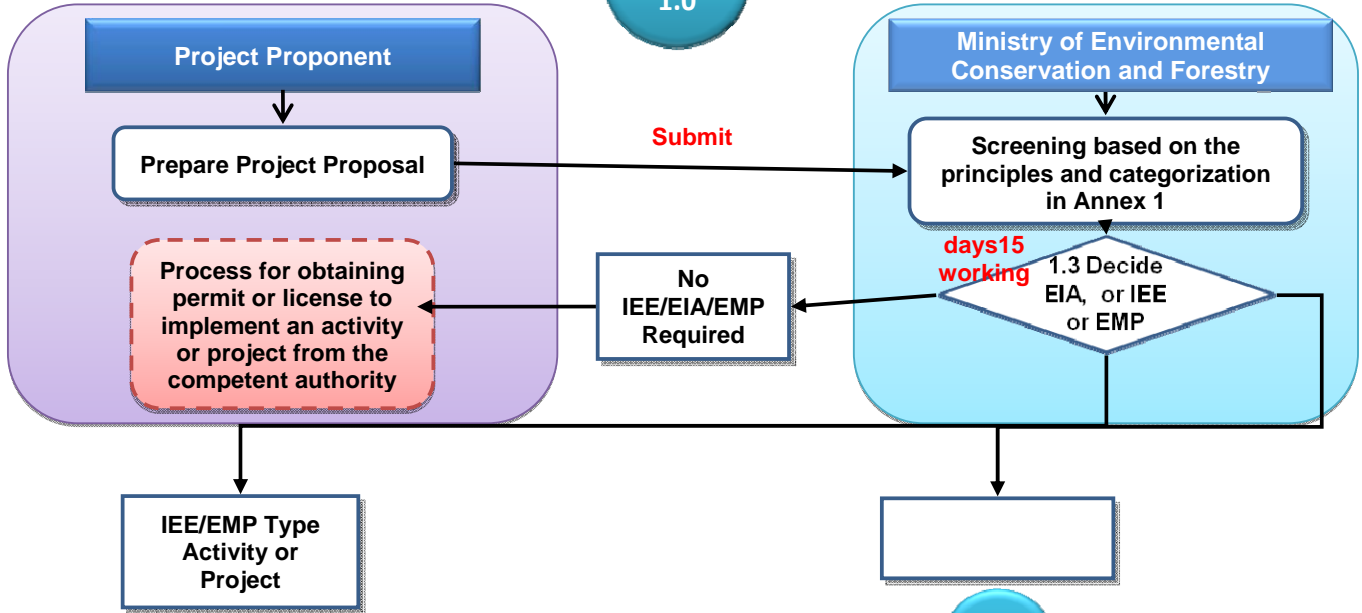 1.0
Project Proponent
Ministry of Environmental
Conservation and Forestry
Prepare Project Proposal
Submit
Screening based on the
principles and categorization
in Annex 1
days15
working
1.3 Decide
EIA, or IEE
or EMP
No
IEE/EIA/EMP
Required
Process for obtaining
permit or license to
implement an activity
or project from the
competent authority
IEE/EMP Type
Activity or
Project